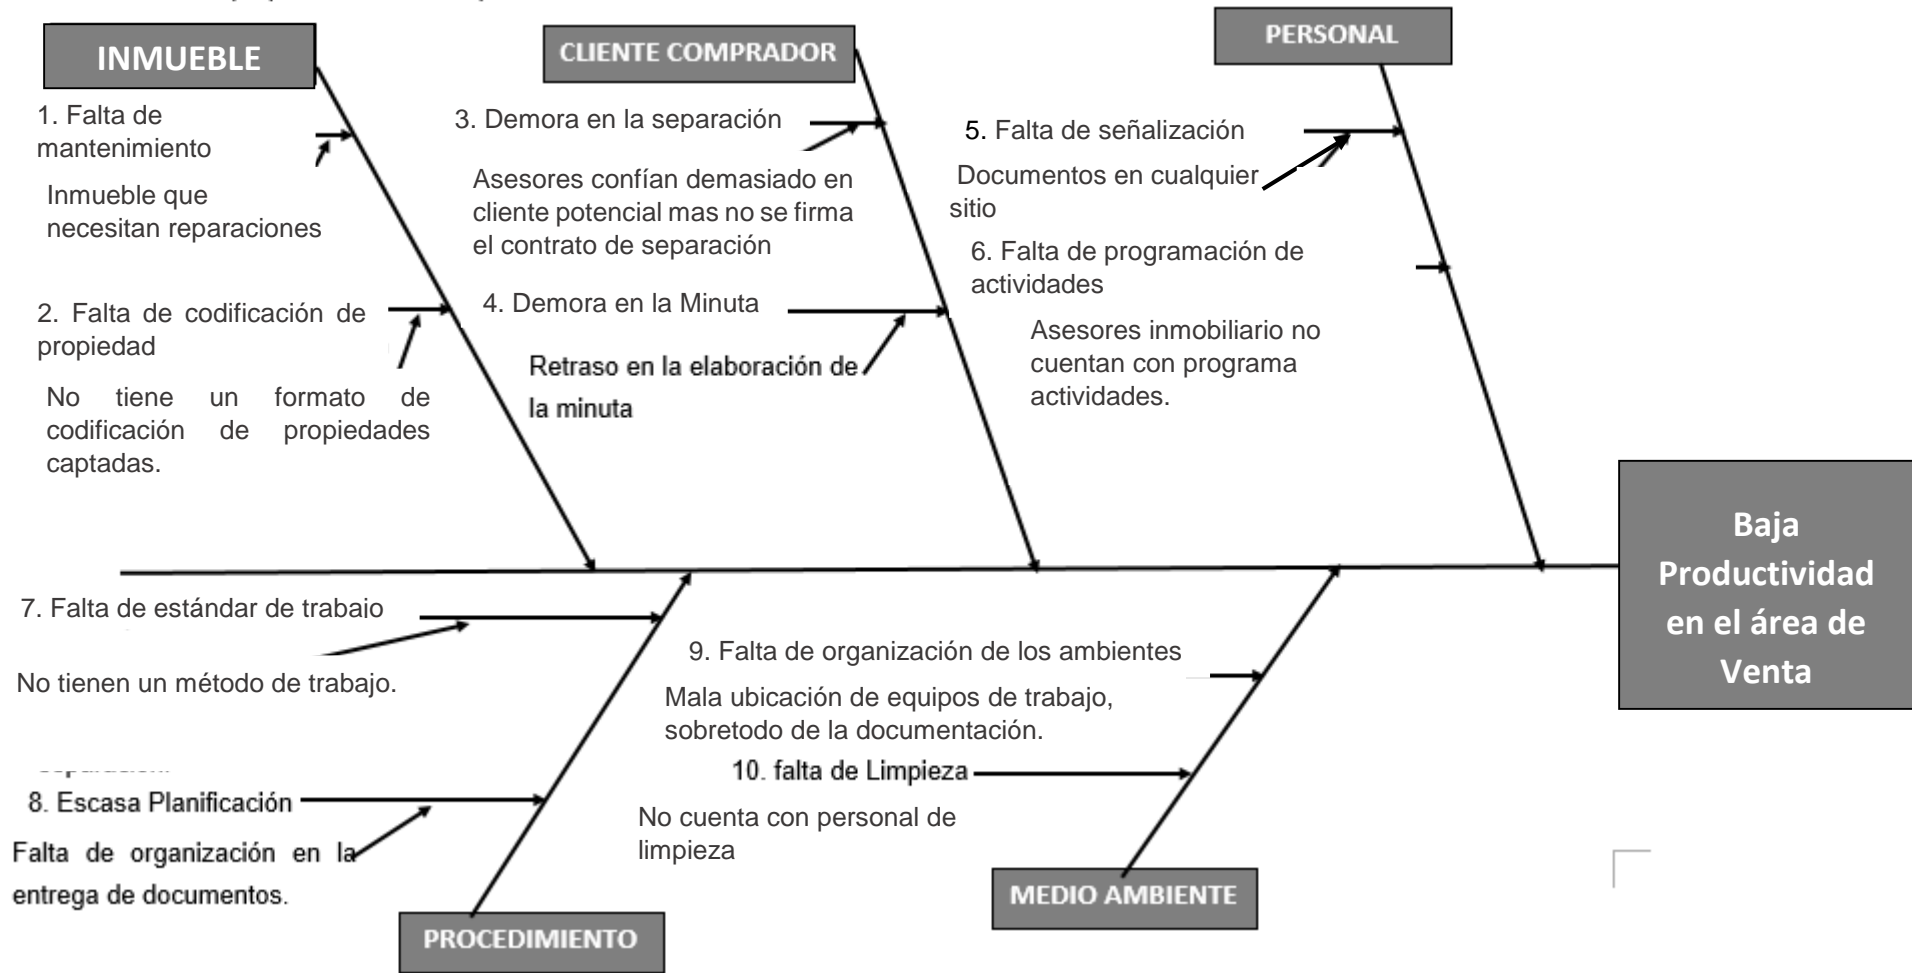 INMUEBLE
1. Falta de
mantenimiento
Inmueble que
necesitan reparaciones
2. Falta de codificación de
propiedad
No tiene un formato de
codificación de propiedades
captadas.
CLIENTE COMPRADOR
3. Demora en la separación
Asesores confían demasiado en
cliente potencial mas no se firma
el contrato de separación
4. Demora en la Minuta
Retraso en la elaboración de
la minuta
PERSONAL
5. Falta de señalización
Documentos en cualquier
sitio
6. Falta de programación de
actividades
Asesores inmobiliario no
cuentan con programa
actividades.
Baja
Productividad
en el área de
Venta
7. Falta de estándar de trabajo
No tienen un método de trabajo.
8. Escasa Planificación
Falta de organización en la
entrega de documentos.
PROCEDIMIENTO
9. Falta de organización de los ambientes
Mala ubicación de equipos de trabajo,
sobretodo de la documentación.
10. falta de Limpieza
No cuenta con personal de
limpieza
MEDIO AMBIENTE